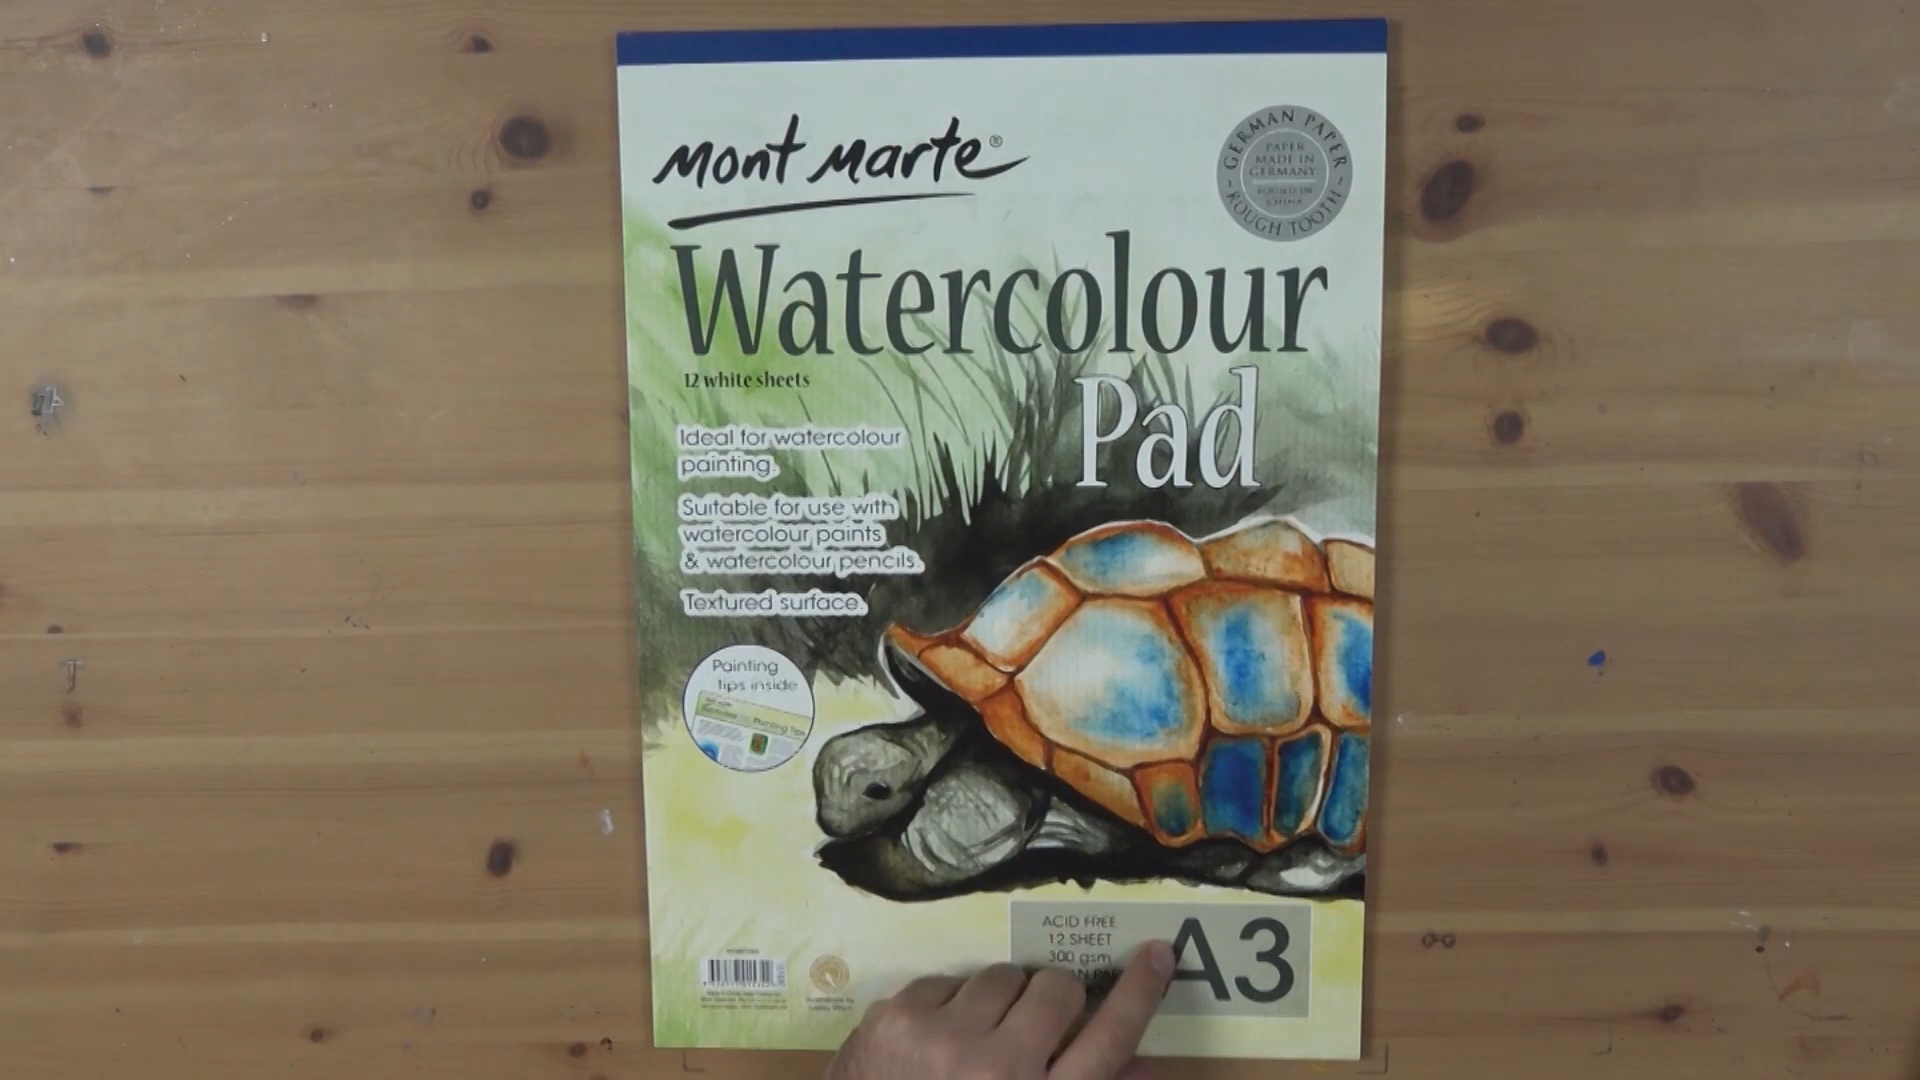 mont marte®
GERMAN PAPER
PAPER
MADE IN
GERMANY
BOUND IN
CHINA
~ROUGH TOOTH~
Watercolour
Pad
12 white sheets
Ideal for watercolour
painting.
Suitable for use with
watercolour paints
& watercolour pencils.
Textured surface.
Painting
tips inside
Painting Tips
ACID FREE
12 SHEET
300 gsm
A3